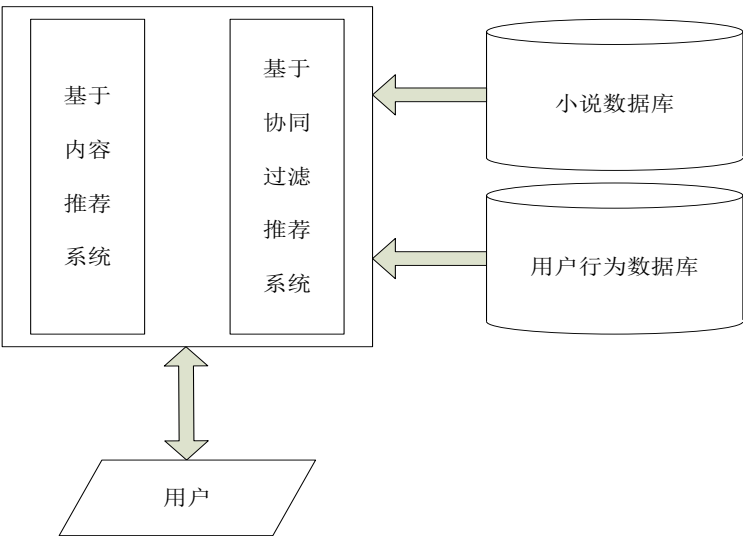 基于
内容
推荐
系统
基于
协同
过滤
推荐
系统
小说数据库
用户行为数据库
用户